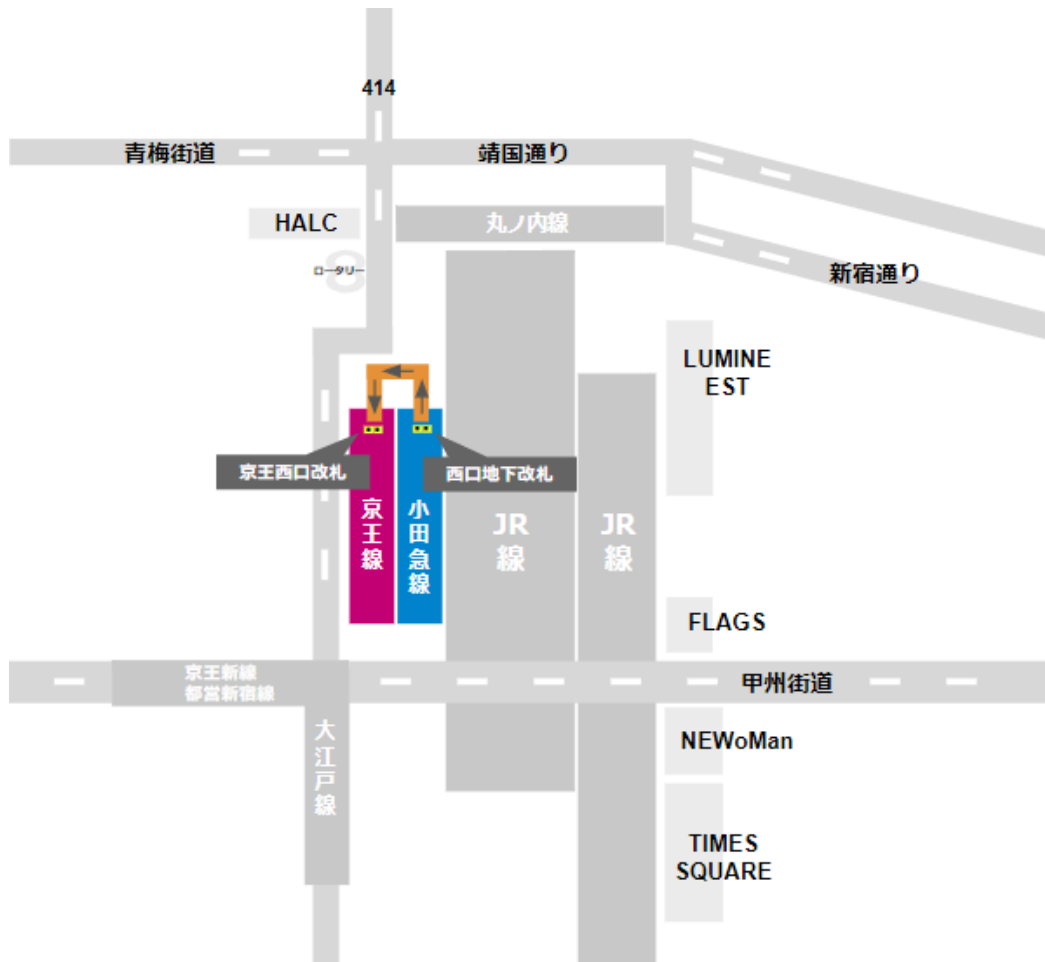 414
青梅街道
靖国通り
HALC
丸ノ内線
ロータリー
新宿通り
LUMINE
EST
京王西口改札
西口地下改札
京王線
小田急線
JR
線
JR
線
FLAGS
京王新線
都営新宿線
甲州街道
大江戸線
NEWoMan
TIMES
SQUARE